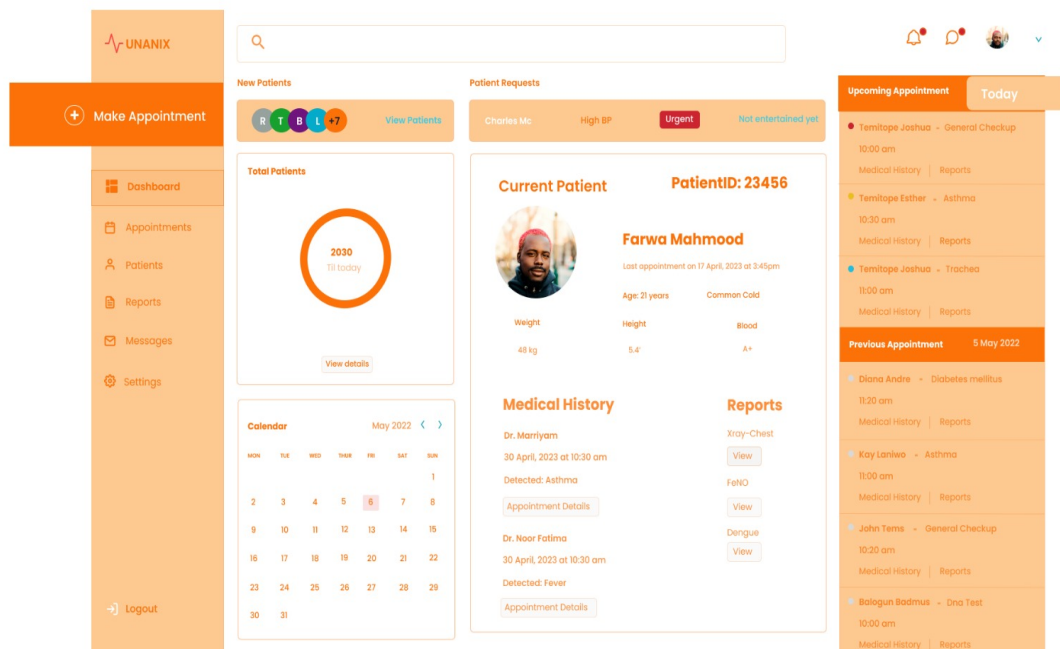 UNANIX
Make Appointment
Dashboard
Appointments
Patients
Reports
Messages
Settings
Logout
New Patients
R T B L +7
View Patients
Patient Requests
Charles Mc High BP Urgent Not entertained yet
Total Patients
2030
Til today
View details
Calendar May 2022
MON TUE WED THUR FRI SAT SUN
1
2 3 4 5 6 7 8
9 10 11 12 13 14 15
16 17 18 19 20 21 22
23 24 25 26 27 28 29
30 31
Current Patient PatientID: 23456
Farwa Mahmood
Last appointment on 17 April, 2023 at 3:45pm
Age: 21 years Common Cold
Weight Height Blood
48 kg 5.4' A+
Medical History
Dr. Marriyam
30 April, 2023 at 10:30 am
Detected: Asthma
Appointment Details
Dr. Noor Fatima
30 April, 2023 at 10:30 am
Detected: Fever
Appointment Details
Reports
Xray-Chest
View
FeNO
View
Dengue
View
Upcoming Appointment Today
Temitope Joshua - General Checkup
10:00 am
Medical History | Reports
Temitope Esther - Asthma
10:30 am
Medical History | Reports
Temitope Joshua - Trachea
11:00 am
Medical History | Reports
Previous Appointment 5 May 2022
Diana Andre - Diabetes mellitus
11:20 am
Medical History | Reports
Kay Laniwo - Asthma
11:00 am
Medical History | Reports
John Tems - General Checkup
10:20 am
Medical History | Reports
Balogun Badmus - Dna Test
10:00 am
Medical History | Reports